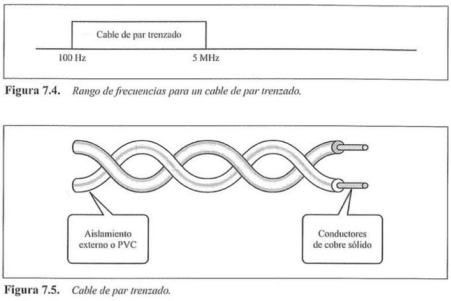 Cable de par trenzado
100 Hz
5 MHz
Figura 7.4. Rango de frecuencias para un cable de par trenzado.
Aislamiento
externo o PVC
Conductores
de cobre sólido
Figura 7.5. Cable de par trenzado.